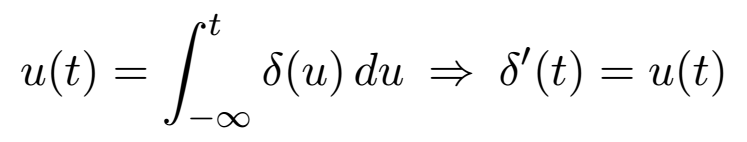 u(t) = ∫_{-∞}^{t} δ(u) du ⇒ δ′(t) = u(t)